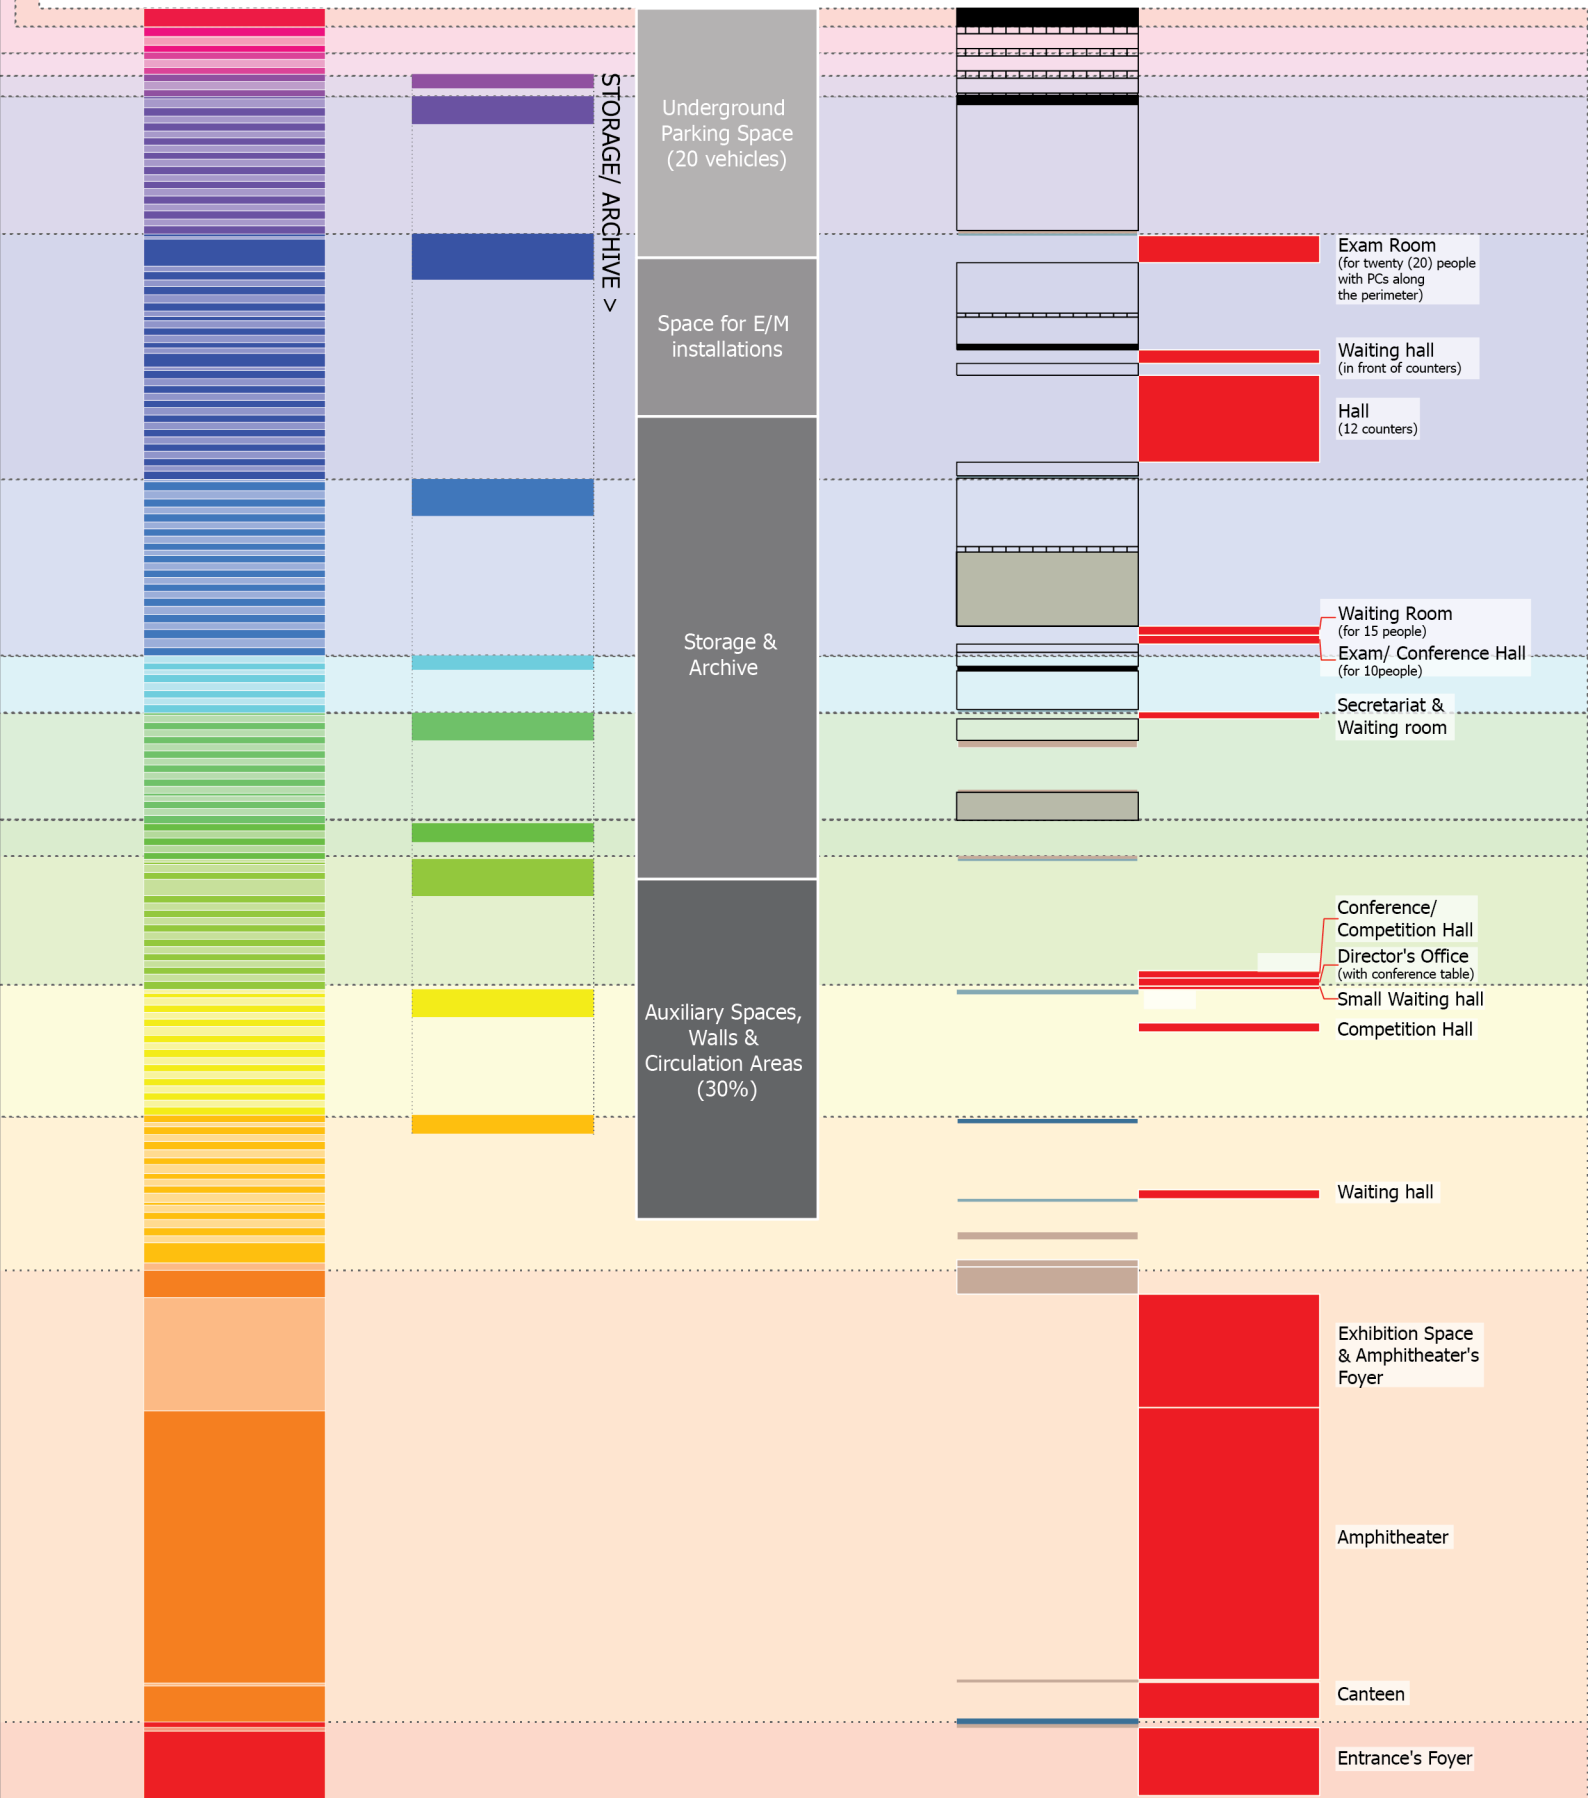 STORAGE/ ARCHIVE >
Underground
Parking Space
(20 vehicles)
Space for E/M
installations
Storage &
Archive
Auxiliary Spaces,
Walls &
Circulation Areas
(30%)
Exam Room
(for twenty (20) people
with PCs along
the perimeter)
Waiting hall
(in front of counters)
Hall
(12 counters)
Waiting Room
(for 15 people)
Exam/ Conference Hall
(for 10people)
Secretariat &
Waiting room
Conference/
Competition Hall
Director's Office
(with conference table)
Small Waiting hall
Competition Hall
Waiting hall
Exhibition Space
& Amphitheater's
Foyer
Amphitheater
Canteen
Entrance's Foyer